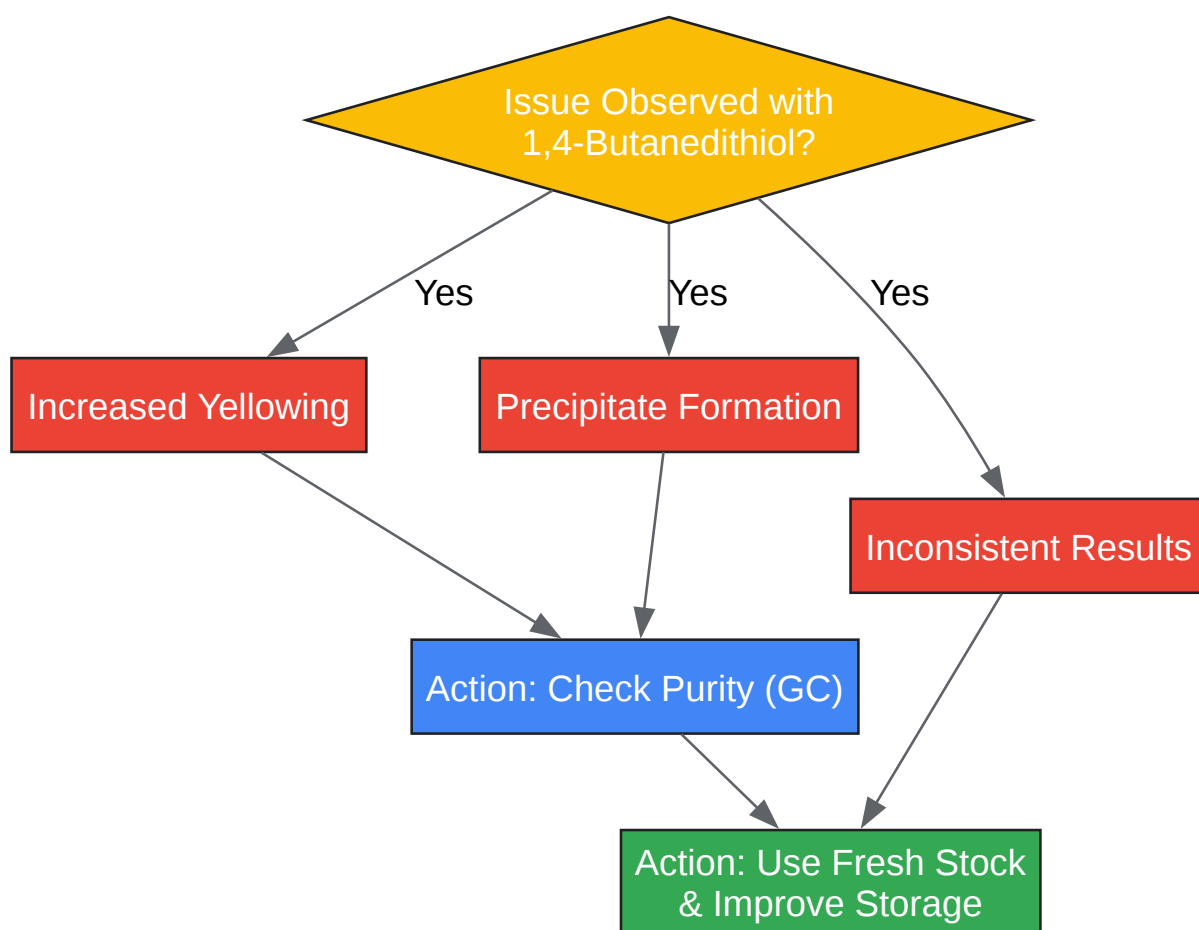 Issue Observed with
1,4-Butanedithiol?
Yes
Yes
Yes
Increased Yellowing
Precipitate Formation
Inconsistent Results
Action: Check Purity (GC)
Action: Use Fresh Stock
& Improve Storage